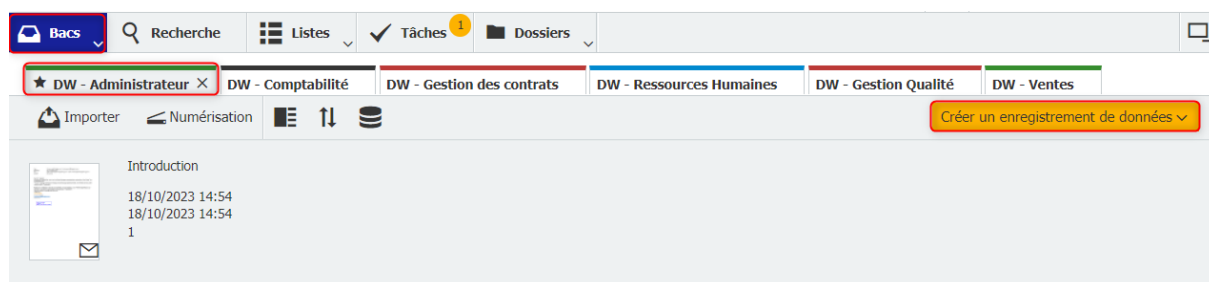 Bacs Recherche Listes Tâches 1 Dossiers
DW - Administrateur DW - Comptabilité DW - Gestion des contrats DW - Ressources Humaines DW - Gestion Qualité DW - Ventes
Importer Numérisation Créer un enregistrement de données
Introduction
18/10/2023 14:54
18/10/2023 14:54
1